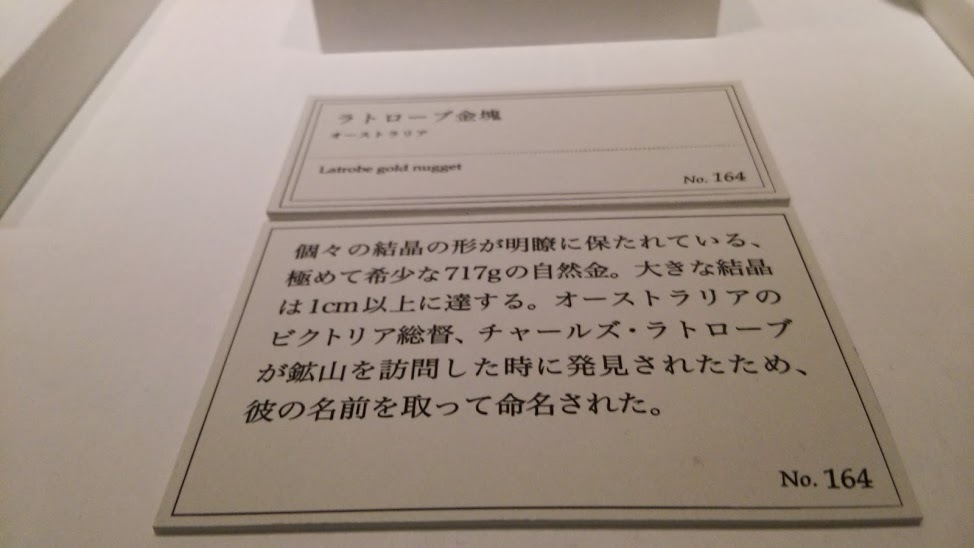 ラトローブ金塊
オーストラリア
Latrobe gold nugget
No. 164
個々の結晶の形が明瞭に保たれている、
極めて希少な717gの自然金。大きな結晶
は1cm以上に達する。オーストラリアの
ビクトリア総督、チャールズ・ラトローブ
が鉱山を訪問した時に発見されたため、
彼の名前を取って命名された。
No. 164